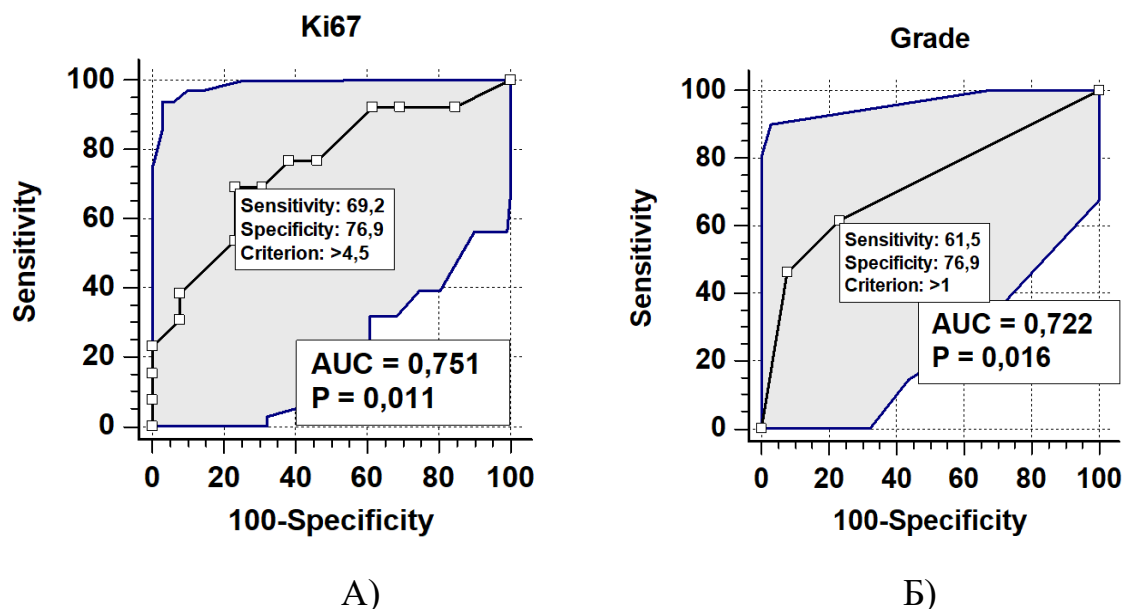 Ki67
Sensitivity
100
80
60
40
20
0
Sensitivity: 69,2
Specificity: 76,9
Criterion: >4,5
AUC = 0,751
P = 0,011
0 20 40 60 80 100
100-Specificity
А)
Grade
Sensitivity
100
80
60
40
20
0
Sensitivity: 61,5
Specificity: 76,9
Criterion: >1
AUC = 0,722
P = 0,016
0 20 40 60 80 100
100-Specificity
Б)